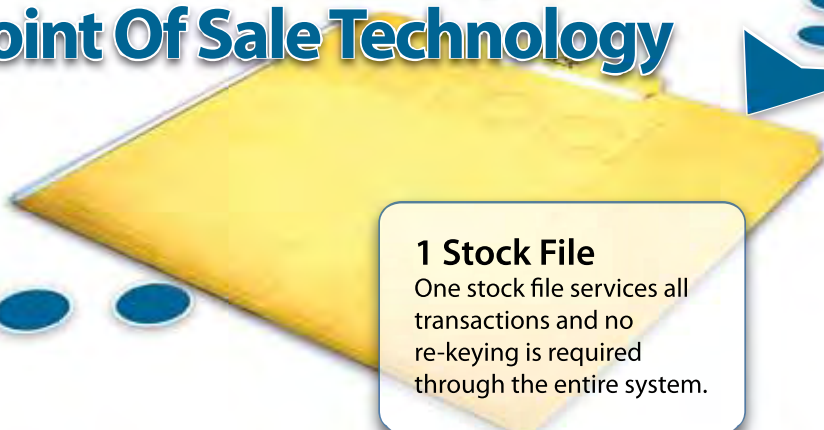 oint Of Sale Technology
1 Stock File
One stock file services all
transactions and no
re-keying is required
through the entire system.